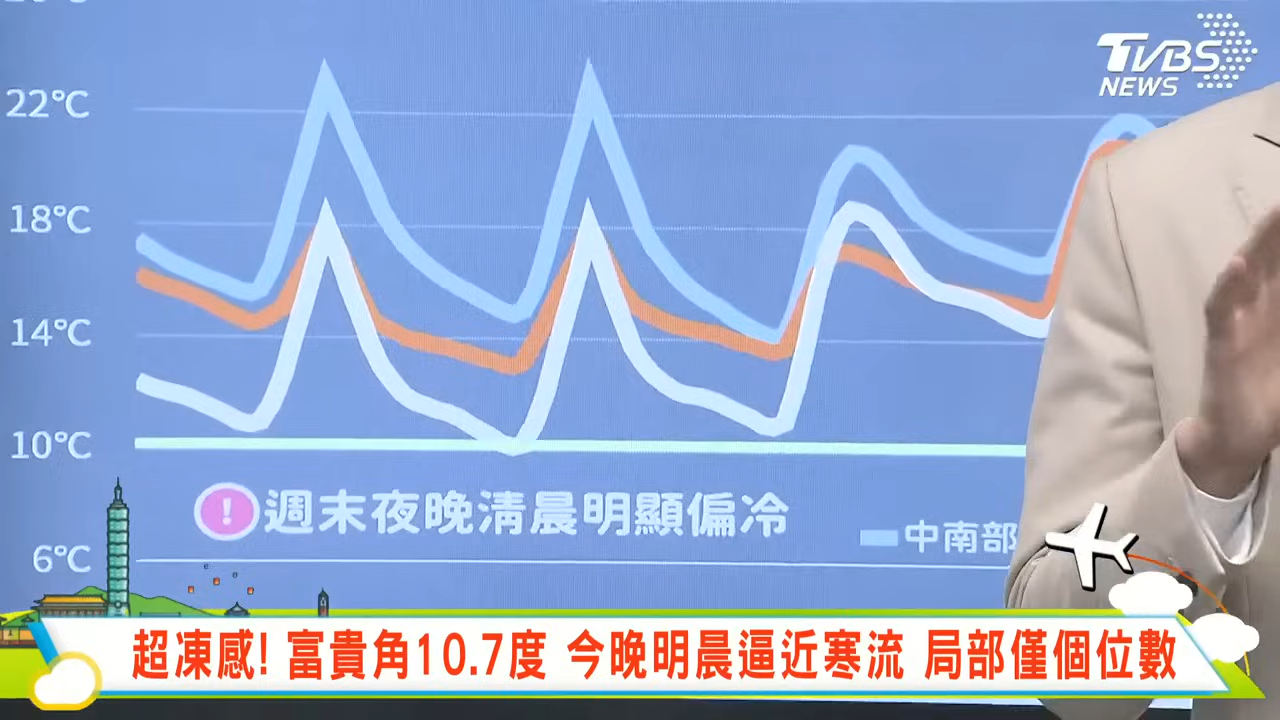 TVBS
NEWS
22°C
18°C
14°C
10°C
6°C
! 週末夜晚清晨明顯偏冷
中南部
超凍感! 富貴角10.7度 今晚明晨逼近寒流 局部僅個位數